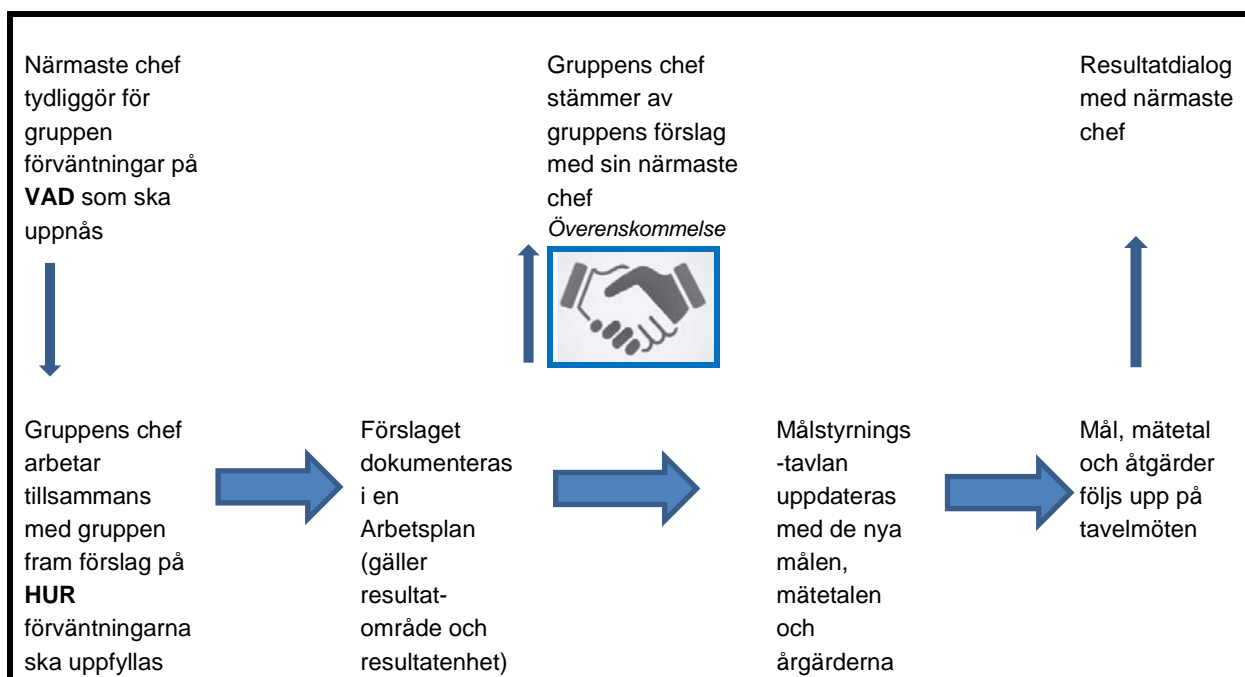 Närmaste chef
tydliggör för
gruppen
förväntningar på
VAD som ska
uppnås
Gruppens chef
stämmer av
gruppens förslag
med sin närmaste
chef
Överenskommelse
Resultatdialog
med närmaste
chef
Gruppens chef
arbetar
tillsammans
med gruppen
fram förslag på
HUR
förväntningarna
ska uppfyllas
Förslaget
dokumenteras
i en
Arbetsplan
(gäller
resultat-
område och
resultatenhet)
Målstyrnings
-tavlan
uppdateras
med de nya
målen,
mätetalen
och
årgärderna
Mål, mätetal
och åtgärder
följs upp på
tavelmöten